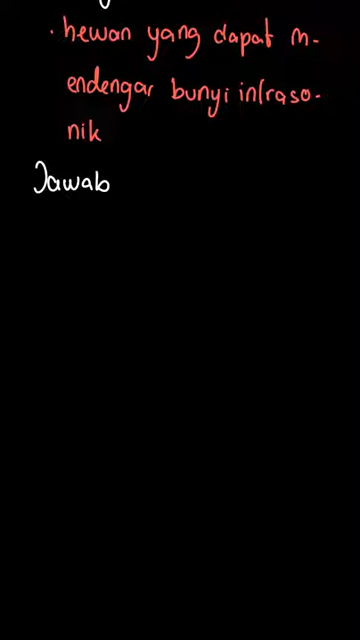 · hewan yang dapat m-
endengar bunyi infraso-
nik
Jawab